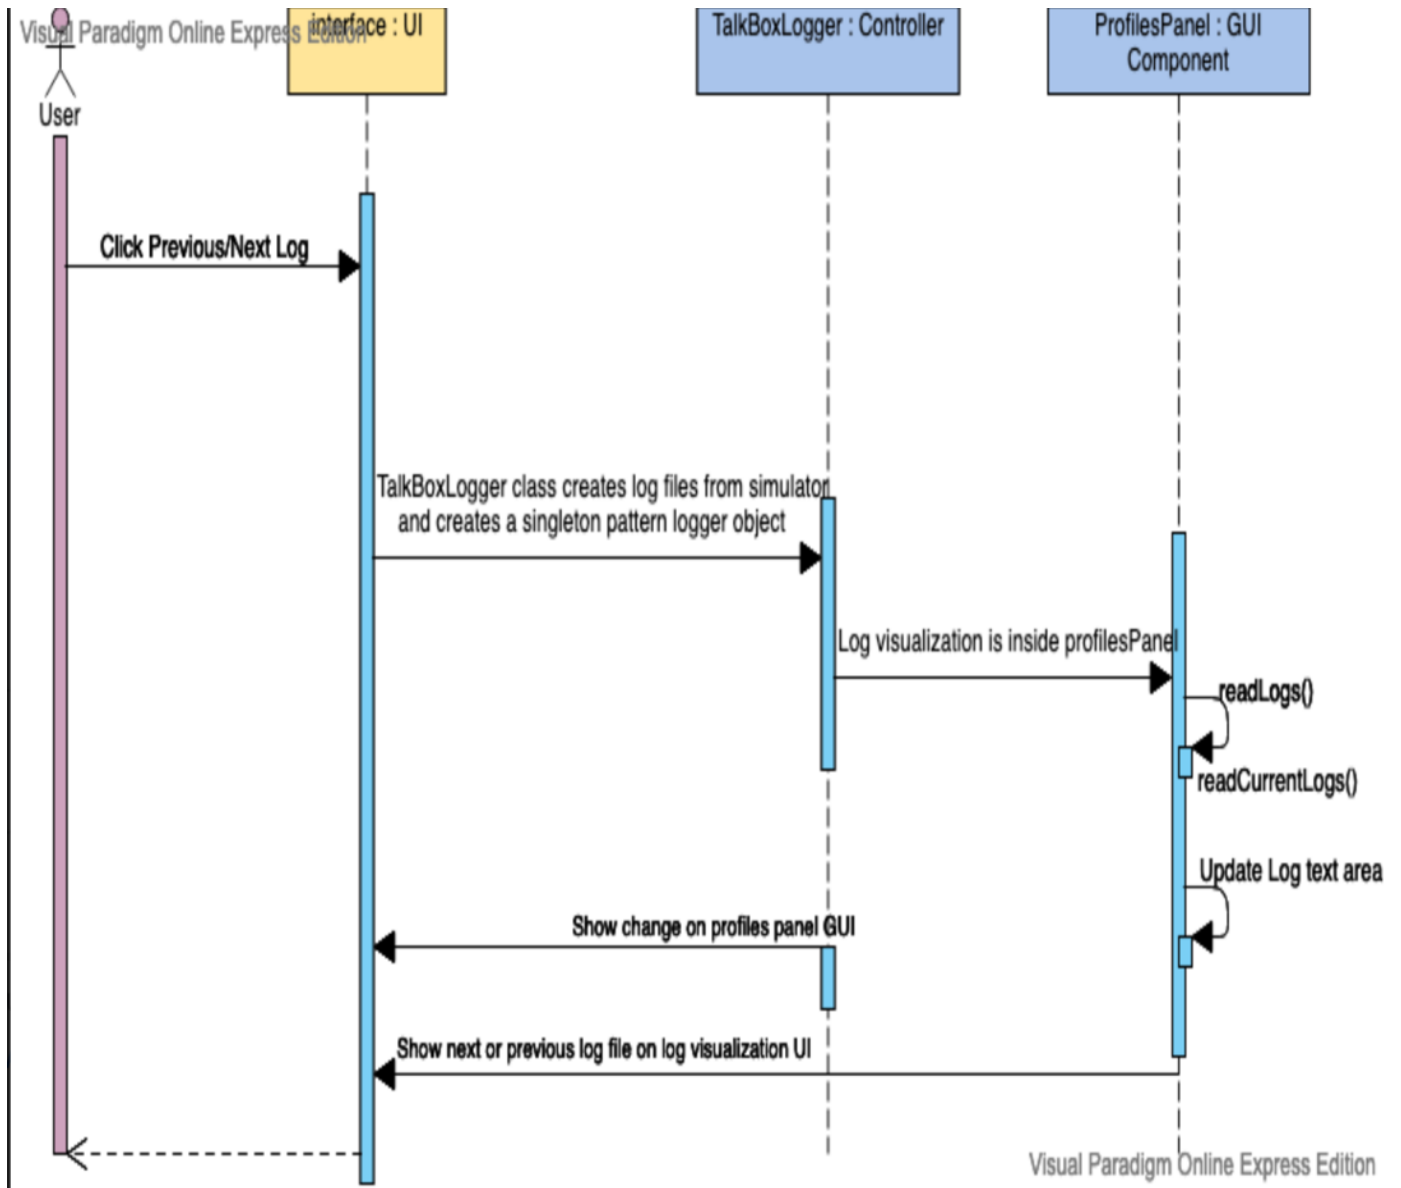 Visual Paradigm Online Express Edition
interface : UI
TalkBoxLogger : Controller
ProfilesPanel : GUI
Component
User
Click Previous/Next Log
TalkBoxLogger class creates log files from simulator
and creates a singleton pattern logger object
Log visualization is inside profilesPanel
readLogs()
readCurrentLogs()
Update Log text area
Show change on profiles panel GUI
Show next or previous log file on log visualization UI
Visual Paradigm Online Express Edition